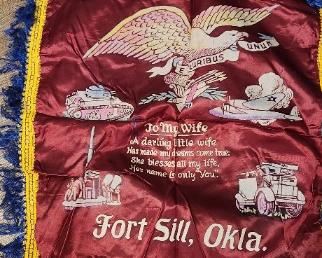 URIBUS UNUM
To My Wife
A darling little wife
Has made my dreams come true.
She blesses all my life,
Her name is only "You".
Fort Sill, Okla.